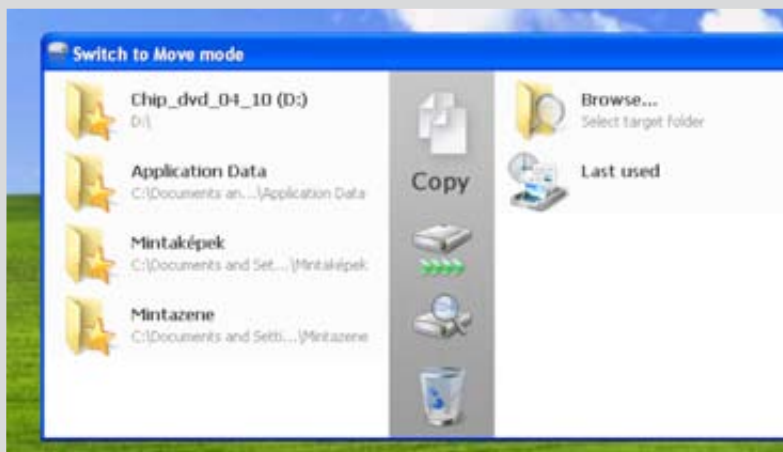 Switch to Move mode
Chip_dvd_04_10 (D:)
D:\
Application Data
C:\Documents an...\Application Data
Mintaképek
C:\Documents and Set...\Mintaképek
Mintazene
C:\Documents and Setti...\Mintazene
Copy
Browse...
Select target folder
Last used